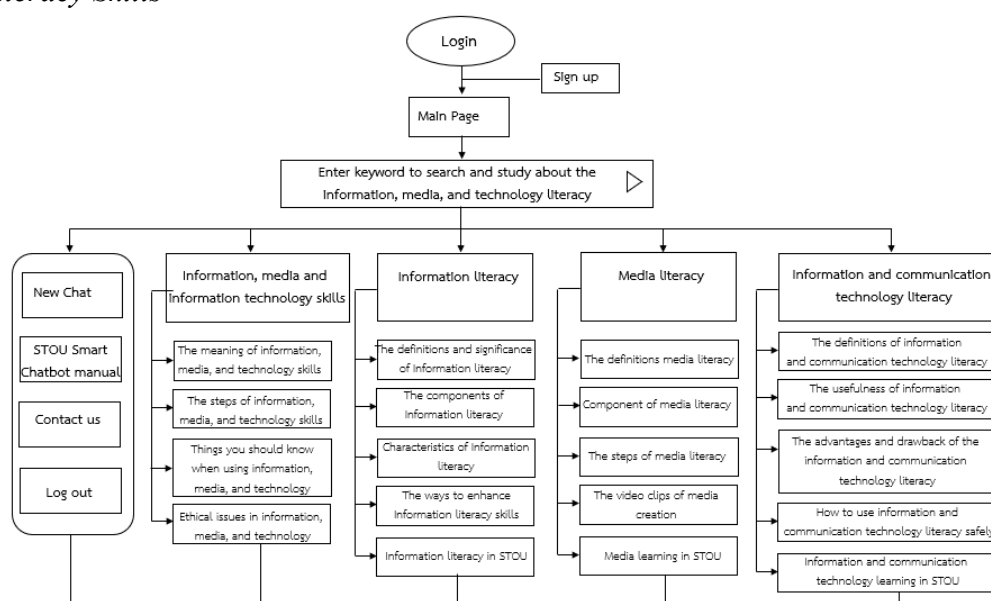 Literacy Skills
Login
Sign up
Main Page
Enter keyword to search and study about the
information, media, and technology literacy
New Chat
STOU Smart
Chatbot manual
Contact us
Log out
Information, media and
information technology skills
The meaning of information,
media, and technology skills
The steps of information,
media, and technology skills
Things you should know
when using information,
media, and technology
Ethical issues in information,
media, and technology
Information literacy
The definitions and significance
of Information literacy
The components of
Information literacy
Characteristics of Information
literacy
The ways to enhance
Information literacy skills
Information literacy in STOU
Media literacy
The definitions media literacy
Component of media literacy
The steps of media literacy
The video clips of media
creation
Media learning in STOU
Information and communication
technology literacy
The definitions of information
and communication technology literacy
The usefulness of information
and communication technology literacy
The advantages and drawback of the
information and communication
technology literacy
How to use information and
communication technology literacy safely
Information and communication
technology learning in STOU